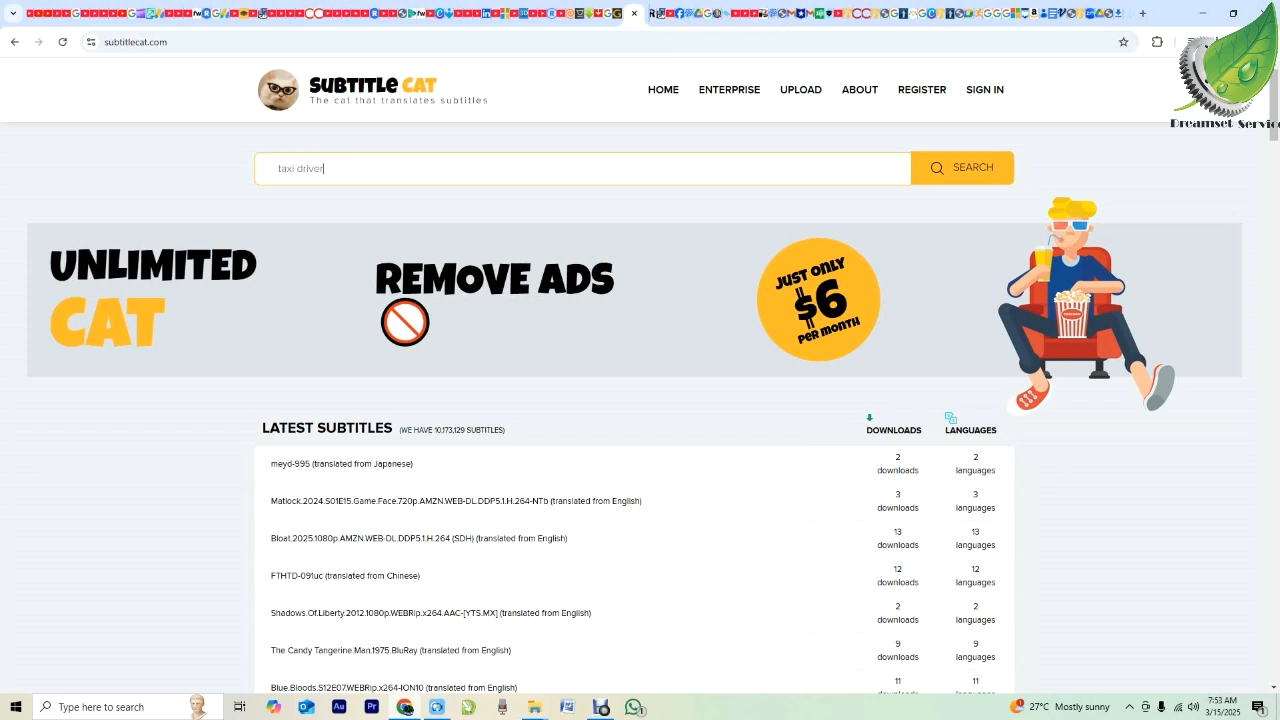 subtitlecat.com
SUBTITLE CAT
The cat that translates subtitles
HOME ENTERPRISE UPLOAD ABOUT REGISTER SIGN IN
Dreamset Service
taxi driver
SEARCH
UNLIMITED
CAT
REMOVE ADS
JUST ONLY
$6
PER MONTH
POPCORN
LATEST SUBTITLES (WE HAVE 10,173,129 SUBTITLES)
DOWNLOADS LANGUAGES
meyd-995 (translated from Japanese) 2 downloads 2 languages
Matlock.2024.S01E15.Game.Face.720p.AMZN.WEB-DL.DDP5.1.H.264-NTb (translated from English) 3 downloads 3 languages
Bloat.2025.1080p.AMZN.WEB-DL.DDP5.1.H.264 (SDH) (translated from English) 13 downloads 13 languages
FTHTD-091uc (translated from Chinese) 12 downloads 12 languages
Shadows.Of.Liberty.2012.1080p.WEBRip.x264.AAC-[YTS.MX] (translated from English) 2 downloads 2 languages
The Candy Tangerine.Man.1975.BluRay (translated from English) 9 downloads 9 languages
Blue.Bloods.S12E07.WEBRip.x264-ION10 (translated from English) 11 11
Type here to search
27°C Mostly sunny
7:53 AM
3/15/2025